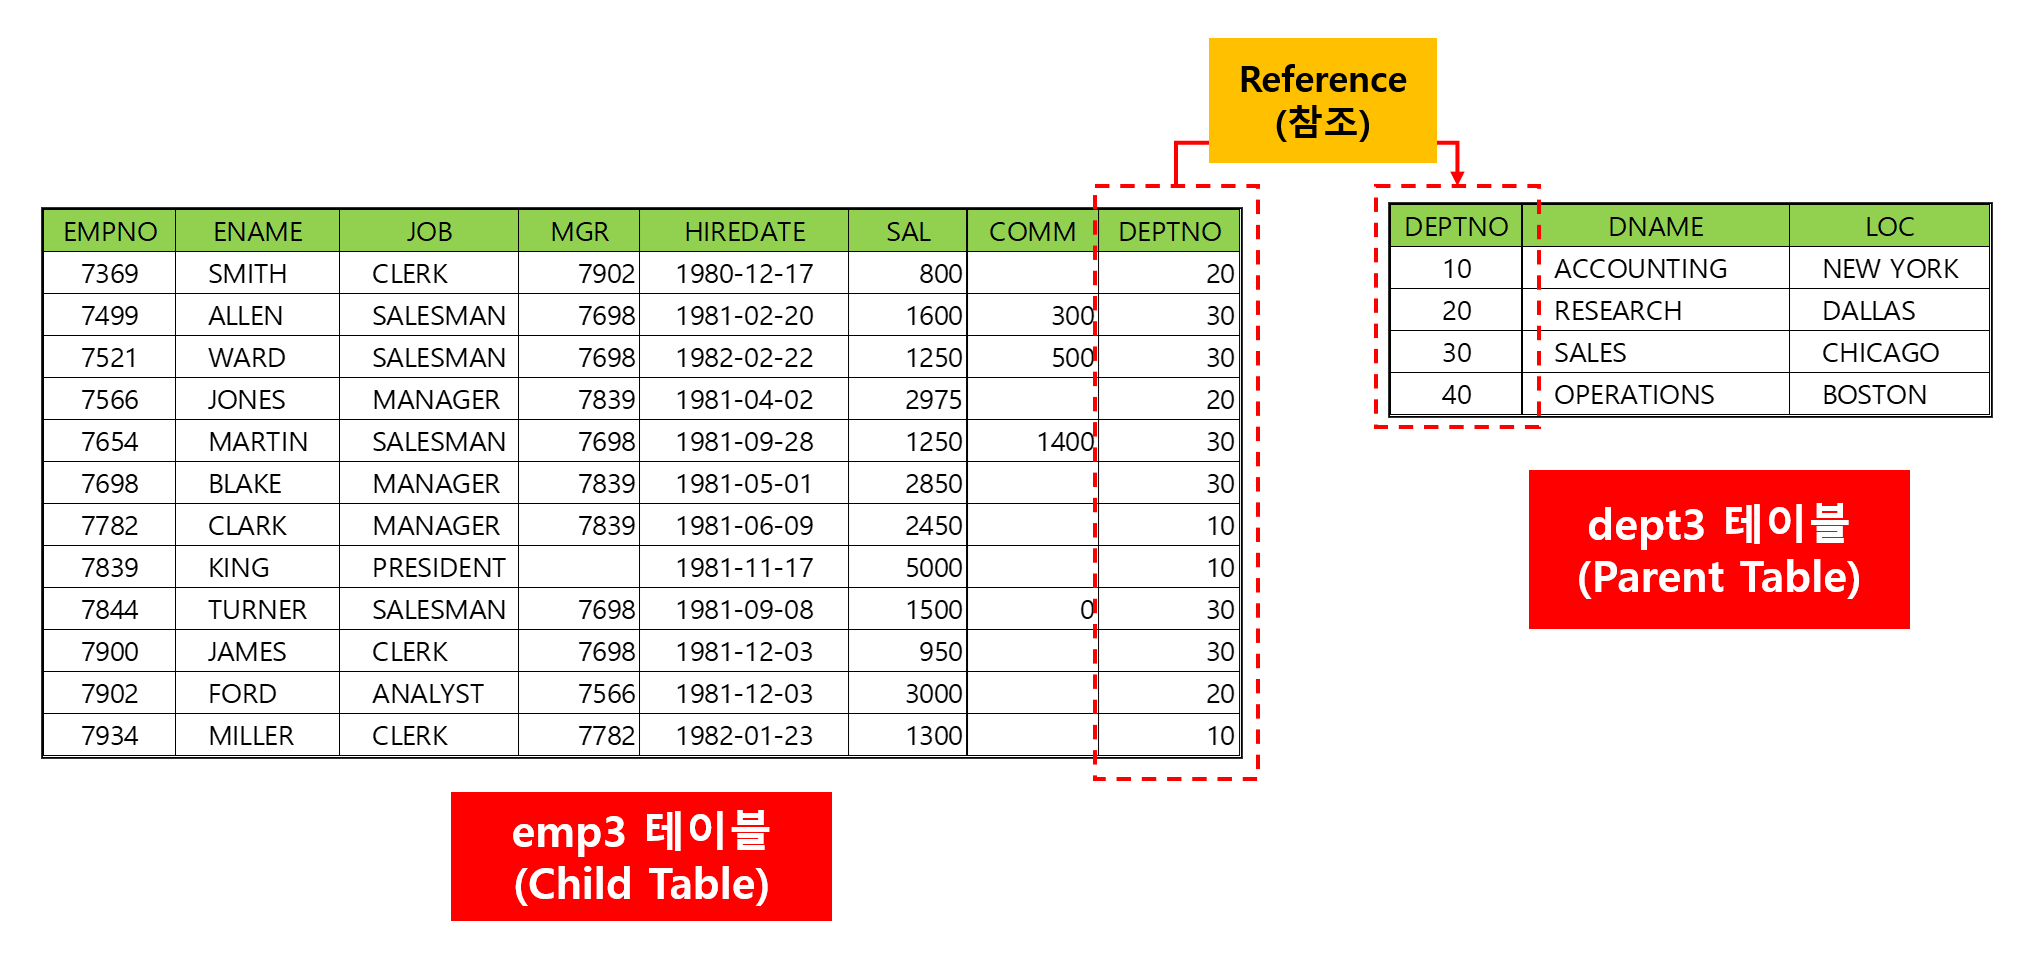 Reference
(참조)
EMPNO ENAME JOB MGR HIREDATE SAL COMM DEPTNO
7369 SMITH CLERK 7902 1980-12-17 800 20
7499 ALLEN SALESMAN 7698 1981-02-20 1600 300 30
7521 WARD SALESMAN 7698 1982-02-22 1250 500 30
7566 JONES MANAGER 7839 1981-04-02 2975 20
7654 MARTIN SALESMAN 7698 1981-09-28 1250 1400 30
7698 BLAKE MANAGER 7839 1981-05-01 2850 30
7782 CLARK MANAGER 7839 1981-06-09 2450 10
7839 KING PRESIDENT 1981-11-17 5000 10
7844 TURNER SALESMAN 7698 1981-09-08 1500 0 30
7900 JAMES CLERK 7698 1981-12-03 950 30
7902 FORD ANALYST 7566 1981-12-03 3000 20
7934 MILLER CLERK 7782 1982-01-23 1300 10
emp3 테이블
(Child Table)
DEPTNO DNAME LOC
10 ACCOUNTING NEW YORK
20 RESEARCH DALLAS
30 SALES CHICAGO
40 OPERATIONS BOSTON
dept3 테이블
(Parent Table)